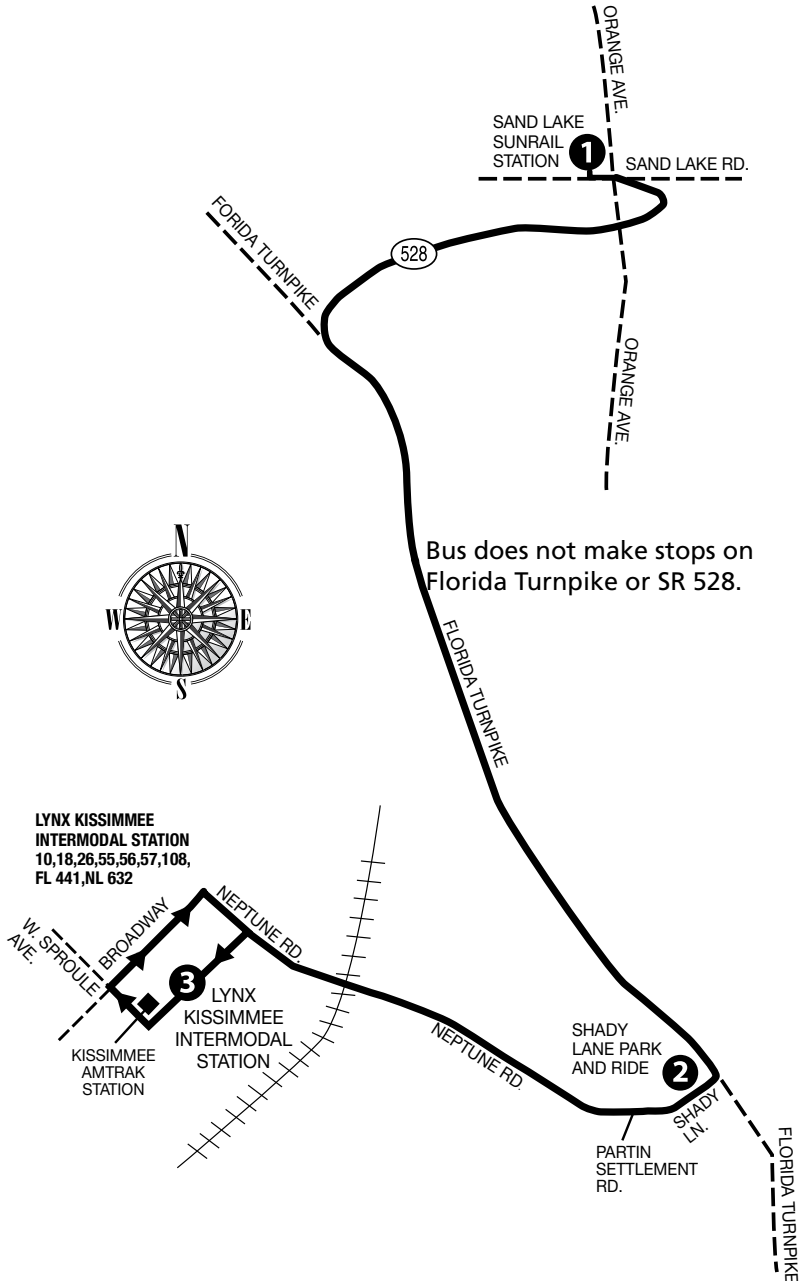 ORANGE AVE.
SAND LAKE
SUNRAIL
STATION
1
SAND LAKE RD.
FORIDA TURNPIKE
528
ORANGE AVE.
Bus does not make stops on
Florida Turnpike or SR 528.
N
W
E
S
FLORIDA TURNPIKE
LYNX KISSIMMEE
INTERMODAL STATION
10,18,26,55,56,57,108,
FL 441,NL 632
NEPTUNE RD.
BROADWAY
W. SPROULE
AVE.
3
LYNX
KISSIMMEE
INTERMODAL
STATION
KISSIMMEE
AMTRAK
STATION
NEPTUNE RD.
SHADY
LANE PARK
AND RIDE
2
SHADY
LN.
PARTIN
SETTLEMENT
RD.
FLORIDA TURNPIKE